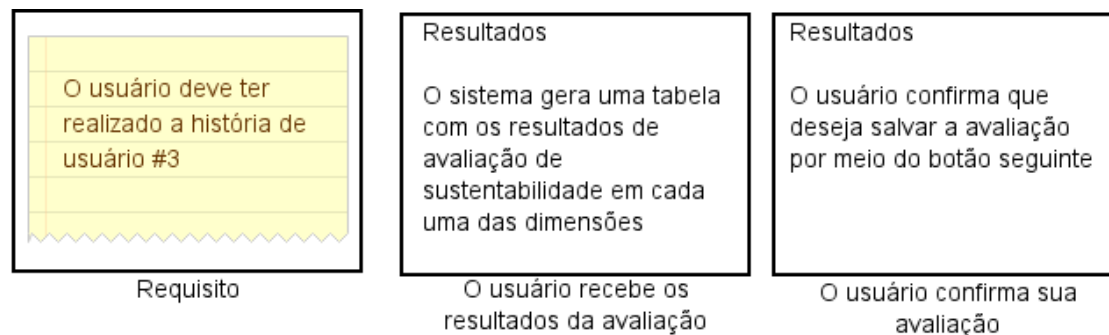 O usuário deve ter
realizado a história de
usuário #3
Requisito
Resultados
O sistema gera uma tabela
com os resultados de
avaliação de
sustentabilidade em cada
uma das dimensões
O usuário recebe os
resultados da avaliação
Resultados
O usuário confirma que
deseja salvar a avaliação
por meio do botão seguinte
O usuário confirma sua
avaliação